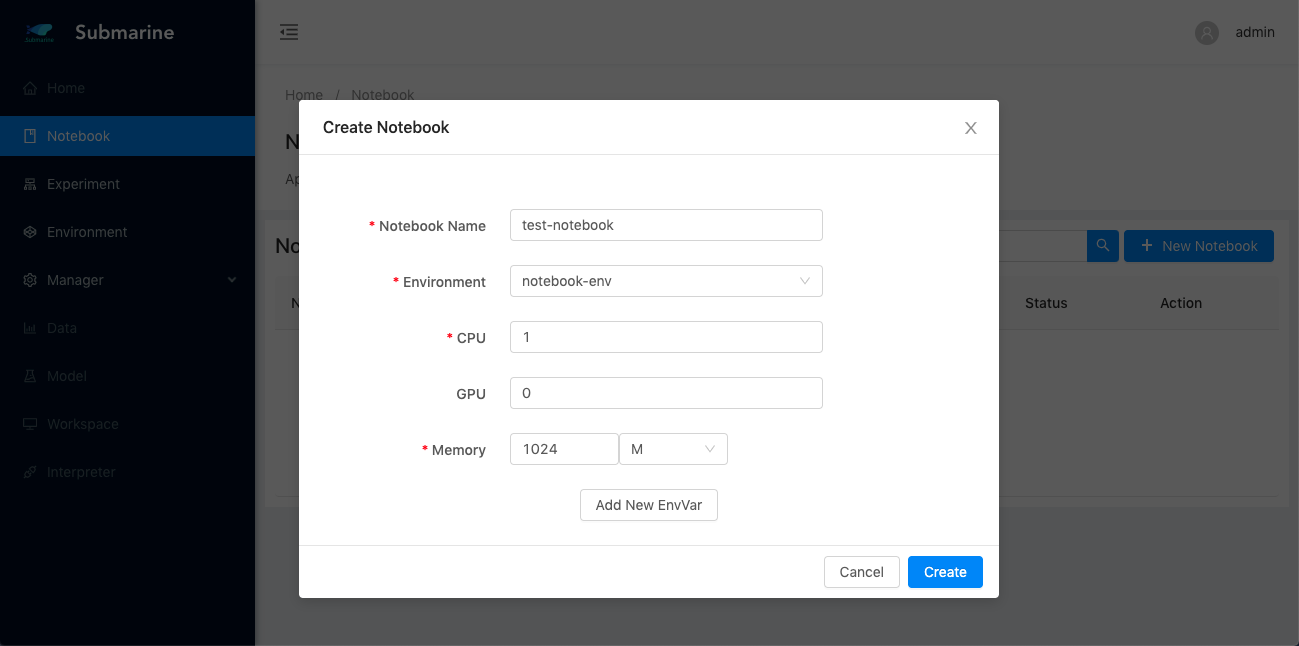 Submarine
Submarine
admin
Home
Home / Notebook
Notebook
Create Notebook
Experiment
* Notebook Name test-notebook
Environment
No
New Notebook
* Environment notebook-env
Manager
Status
Action
Data
* CPU 1
Model
GPU 0
Workspace
* Memory 1024 M
Interpreter
Add New EnvVar
Cancel
Create